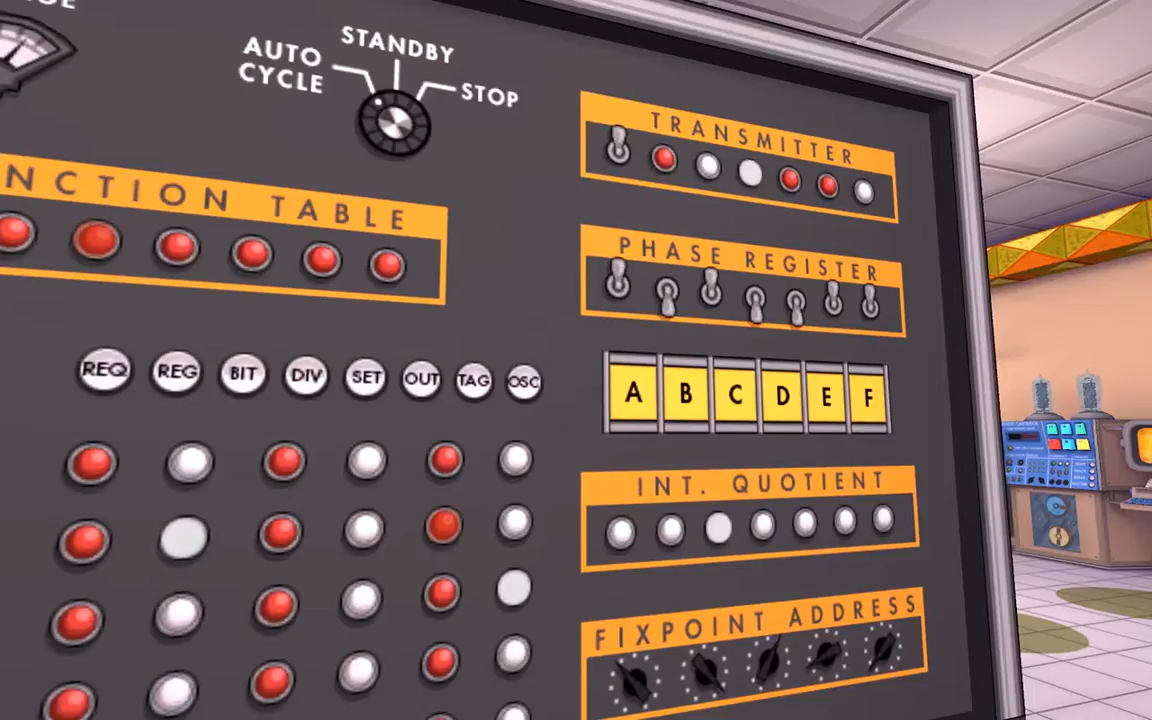 STANDBY
AUTO
CYCLE
STOP
TRANSMITTER
NCTION TABLE
PHASE REGISTER
REQ REG BIT DIV SET OUT TAG OSC
A B C D E F
INT. QUOTIENT
FIXPOINT ADDRESS